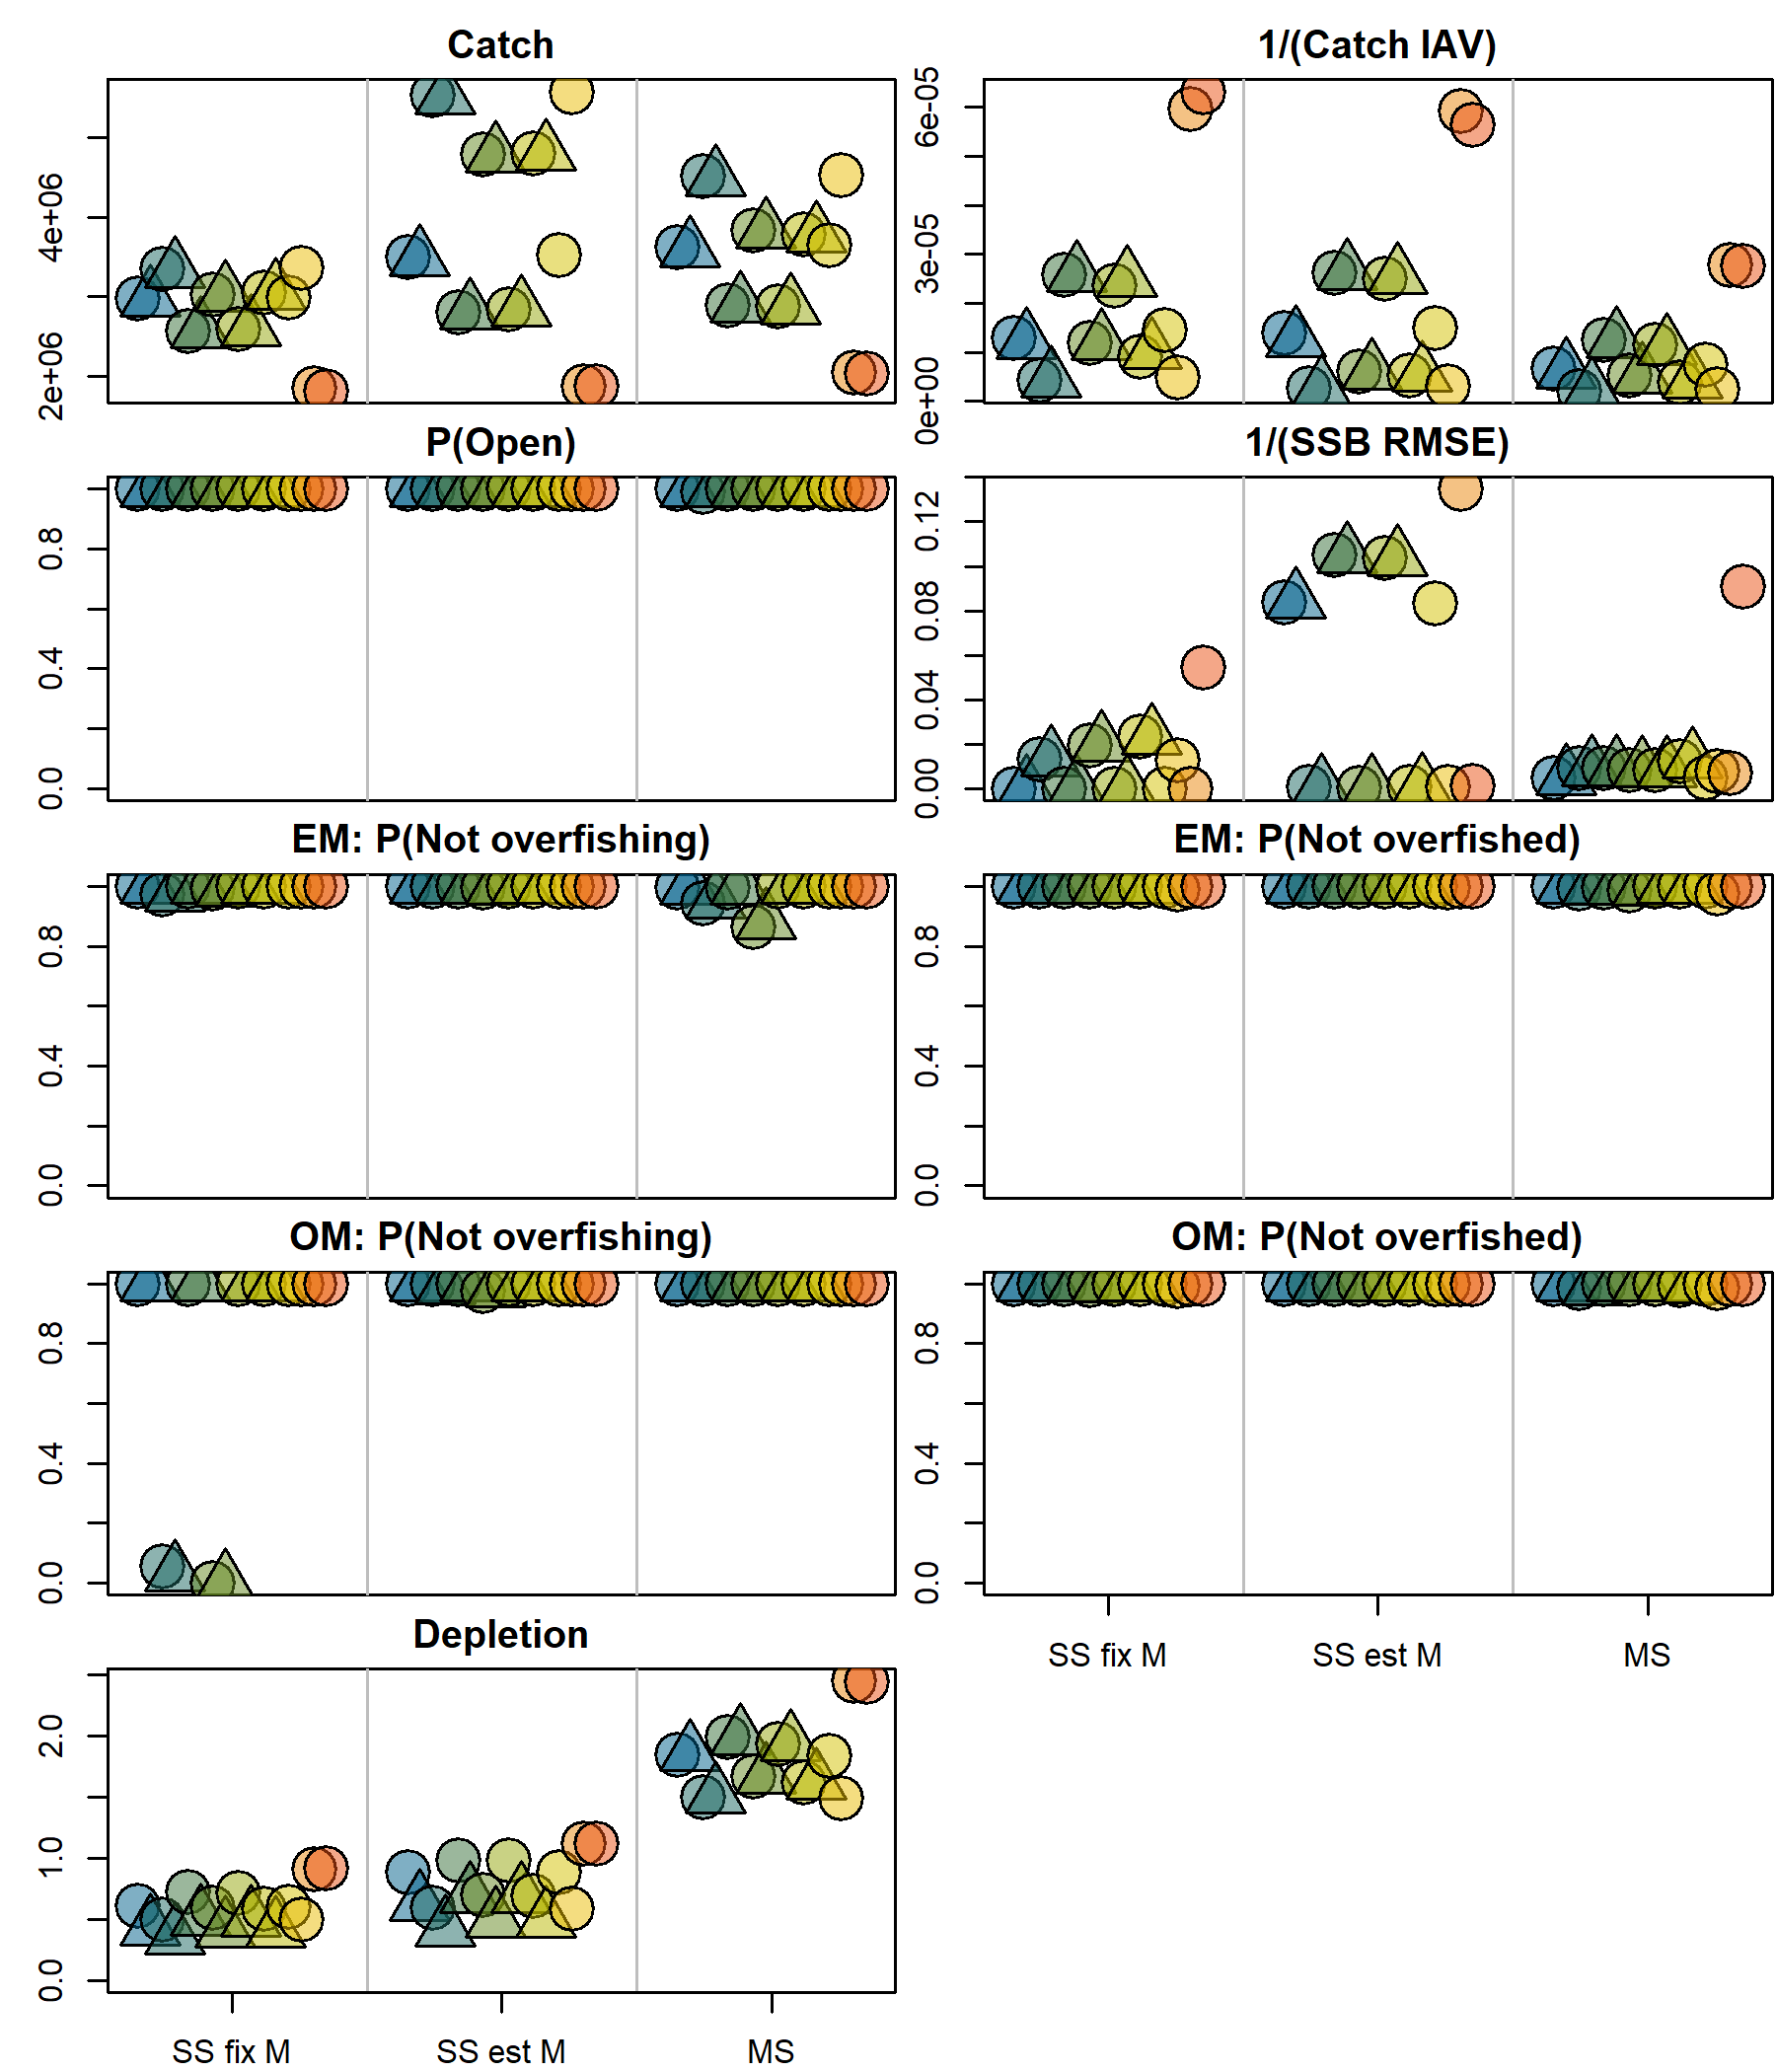 Catch
1/(Catch IAV)
4e+06
2e+06
6e-05
3e-05
0e+00
P(Open)
1/(SSB RMSE)
0.8
0.4
0.0
0.12
0.08
0.04
0.00
EM: P(Not overfishing)
EM: P(Not overfished)
0.8
0.4
0.0
0.8
0.4
0.0
OM: P(Not overfishing)
OM: P(Not overfished)
0.8
0.4
0.0
0.8
0.4
0.0
SS fix M
SS est M
MS
Depletion
2.0
1.0
0.0
SS fix M
SS est M
MS